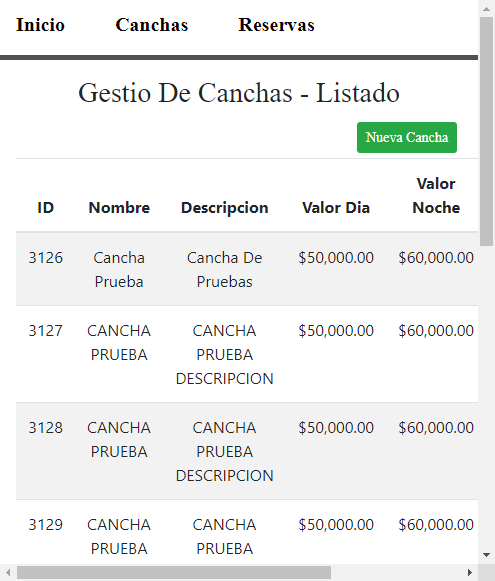 Inicio Canchas Reservas
Gestio De Canchas - Listado
Nueva Cancha
ID Nombre Descripcion Valor Dia Valor Noche
3126 Cancha Prueba Cancha De Pruebas $50,000.00 $60,000.00
3127 CANCHA PRUEBA CANCHA PRUEBA DESCRIPCION $50,000.00 $60,000.00
3128 CANCHA PRUEBA CANCHA PRUEBA DESCRIPCION $50,000.00 $60,000.00
3129 CANCHA PRUEBA CANCHA PRUEBA $50,000.00 $60,000.00